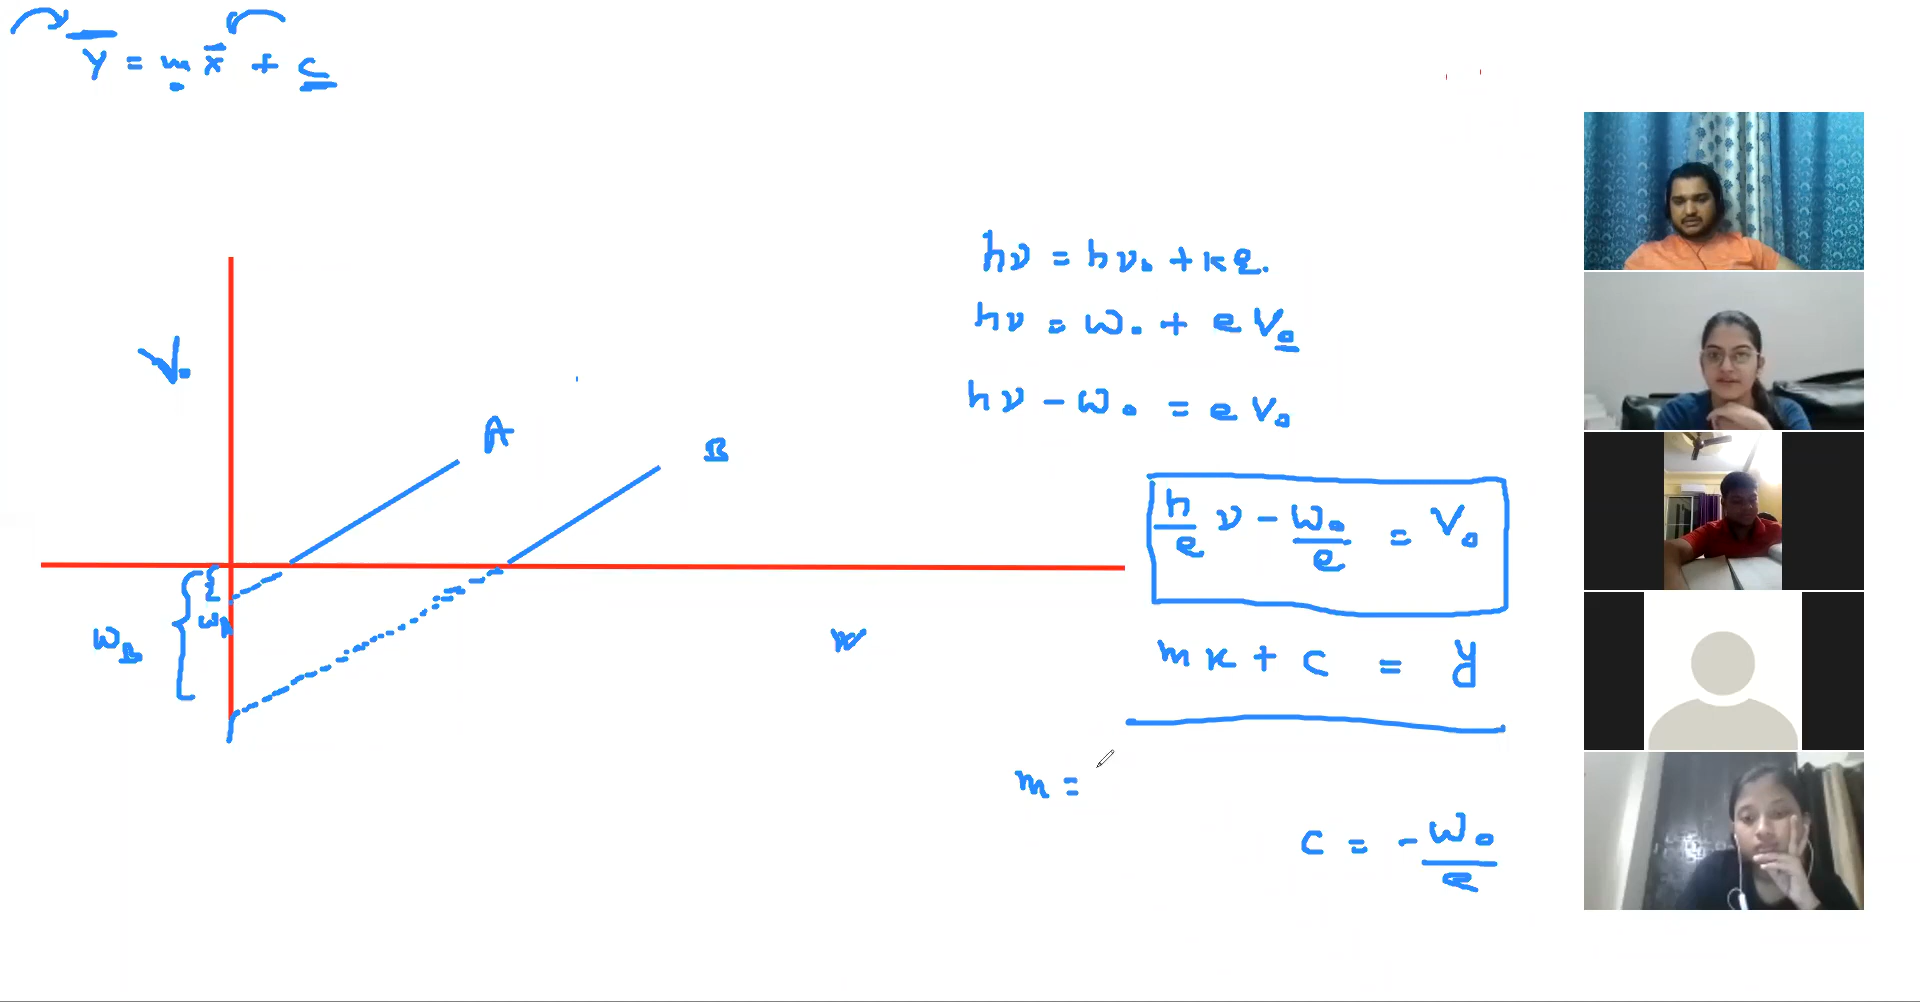 Y = m x + c
hν = hν₀ + KE.
hν = W₀ + eV₀
V₀
hν - W₀ = eV₀
A
B
h/e ν - W₀/e = V₀
W_A
W_B
ν
mx + c = y
m =
c = - W₀/e